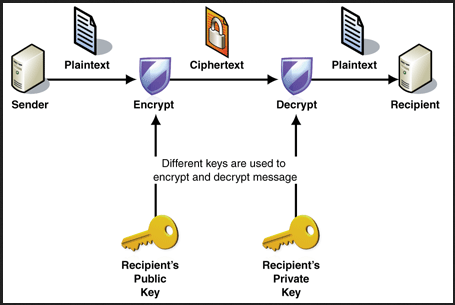 Plaintext
Ciphertext
Plaintext
Sender
Encrypt
Decrypt
Recipient
Different keys are used to
encrypt and decrypt message
Recipient's
Public
Key
Recipient's
Private
Key